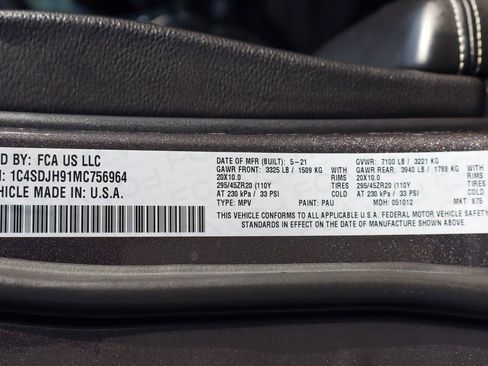 D BY: FCA US LLC
: 1C4SDJH91MC756964
EHICLE MADE IN U.S.A.
DATE OF MFR (BUILT): 5-21 GVWR: 7100 LB / 3221 KG
GAWR FRONT: 3325 LB / 1509 KG WITH GAWR REAR: 3940 LB / 1788 KG WITH
20X10.0 RIMS 20X10.0 RIMS
295/45ZR20 (110Y TIRES 295/45ZR20 (110Y TIRES
AT 230 kPa / 33 PSI COLD AT 230 kPa / 33 PSI COLD
TYPE: MPV PAINT: PAU MDH: 051012 MKT: 875
THIS VEHICLE CONFORMS TO ALL APPLICABLE U.S.A. FEDERAL MOTOR VEHICLE SAFETY
STANDARDS IN EFFECT ON THE DATE OF MANUFACTURE SHOWN ABOVE.